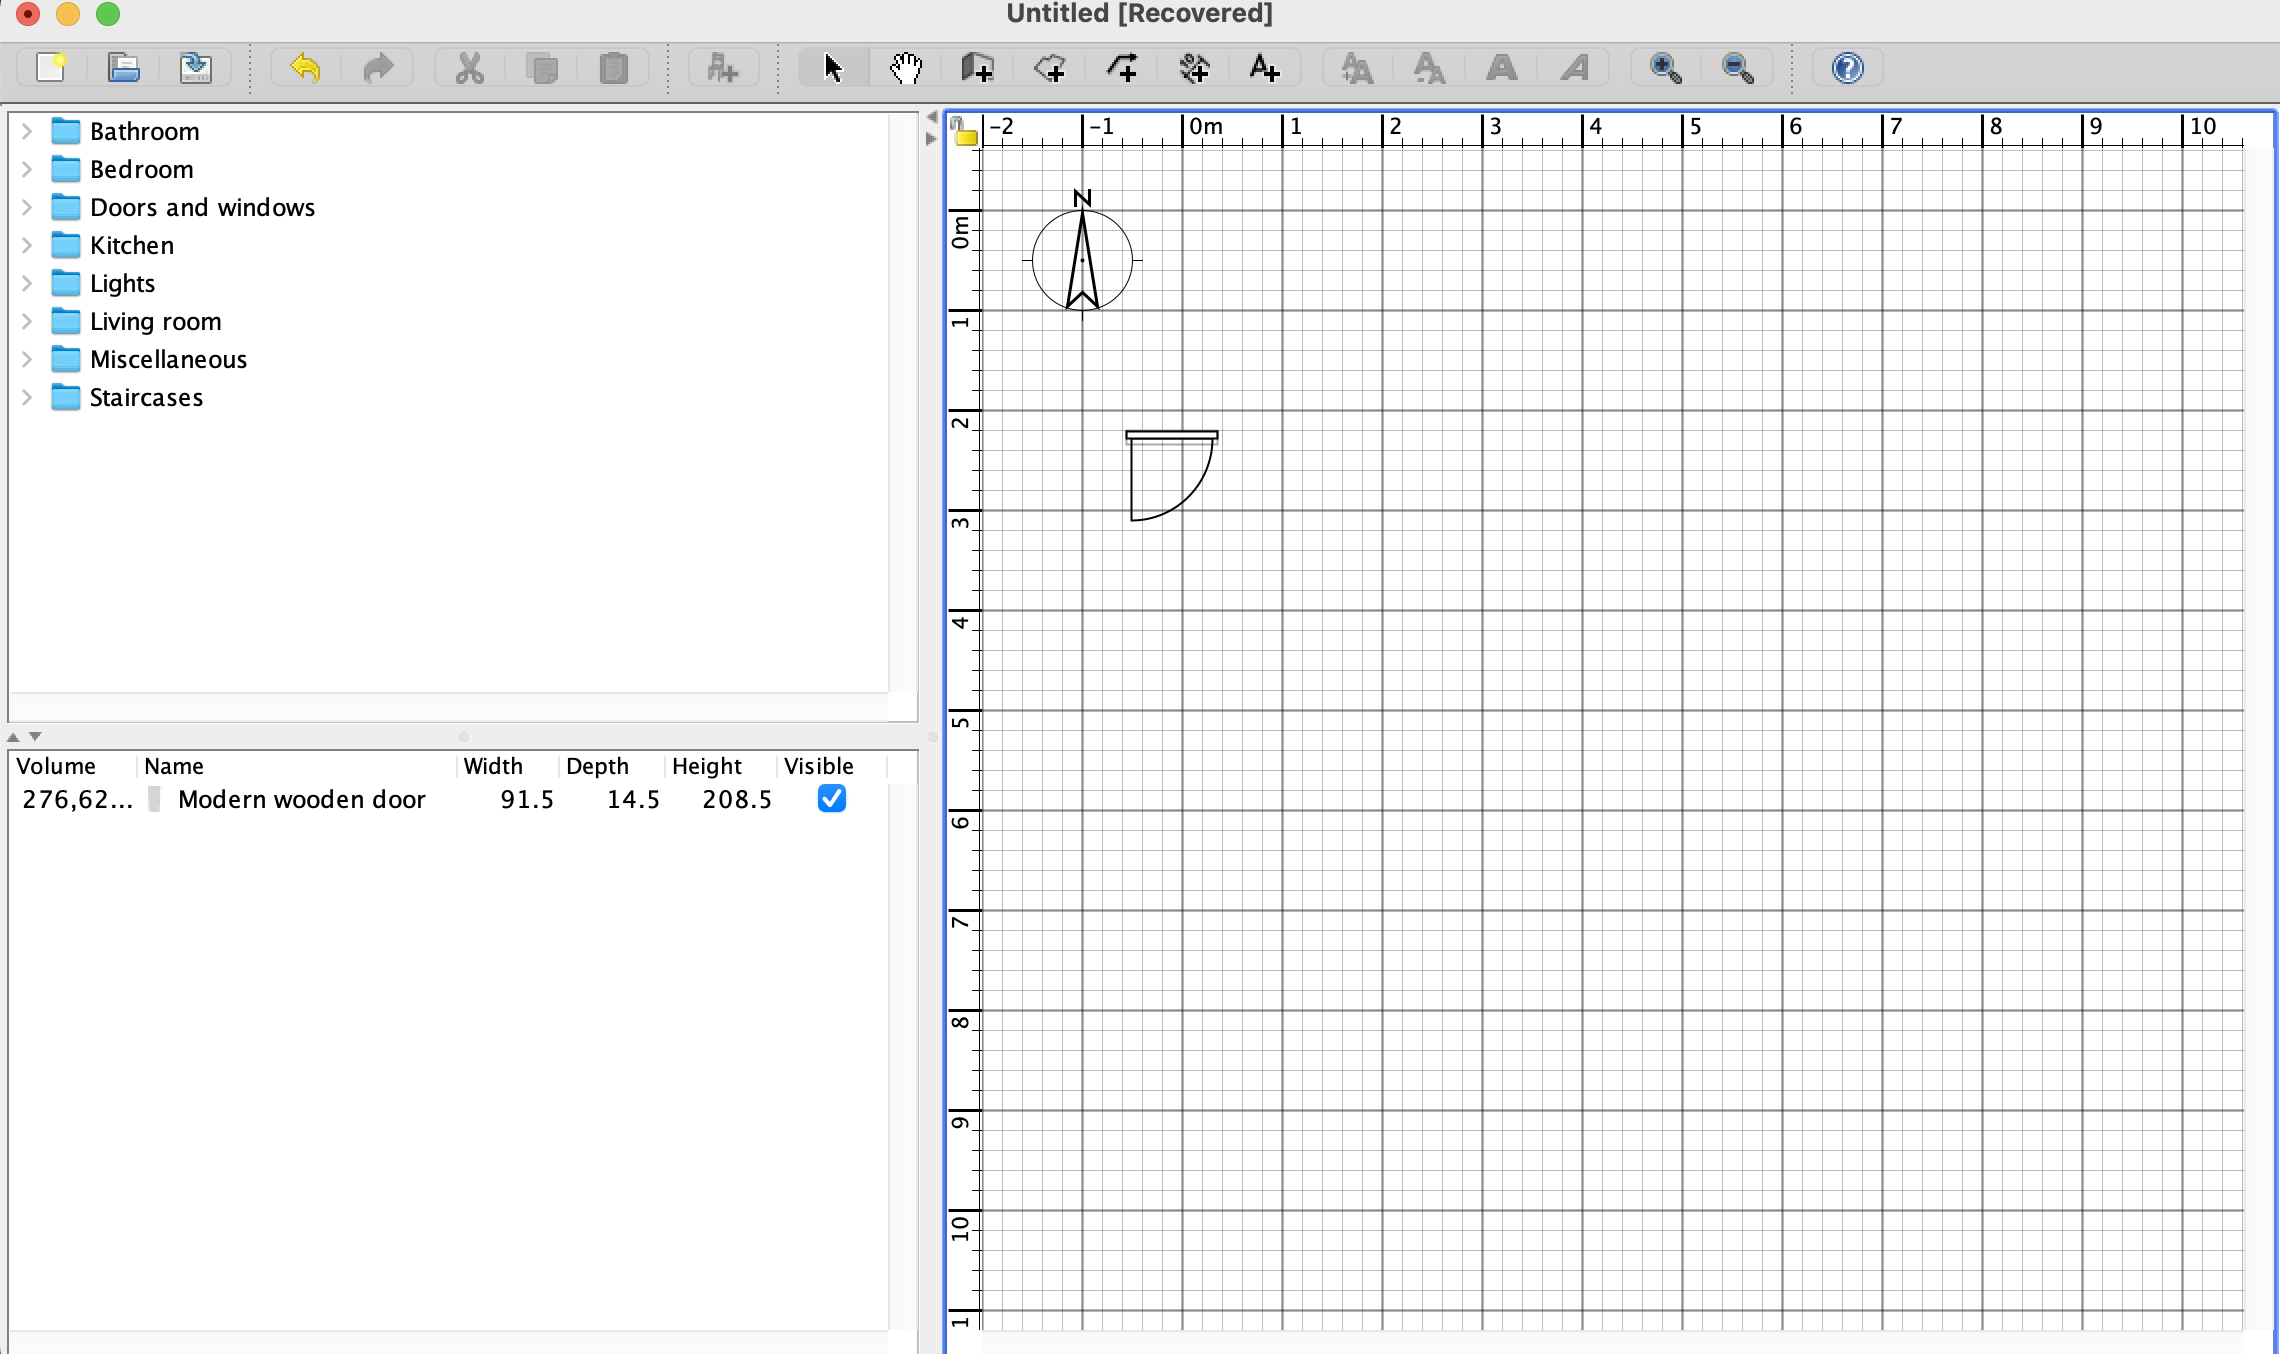 Untitled [Recovered]
Bathroom
Bedroom
Doors and windows
Kitchen
Lights
Living room
Miscellaneous
Staircases
Volume Name Width Depth Height Visible
276,62... Modern wooden door 91.5 14.5 208.5
-2 -1 0m 1 2 3 4 5 6 7 8 9 10
N
0m
1
2
3
4
5
6
7
8
9
10
1